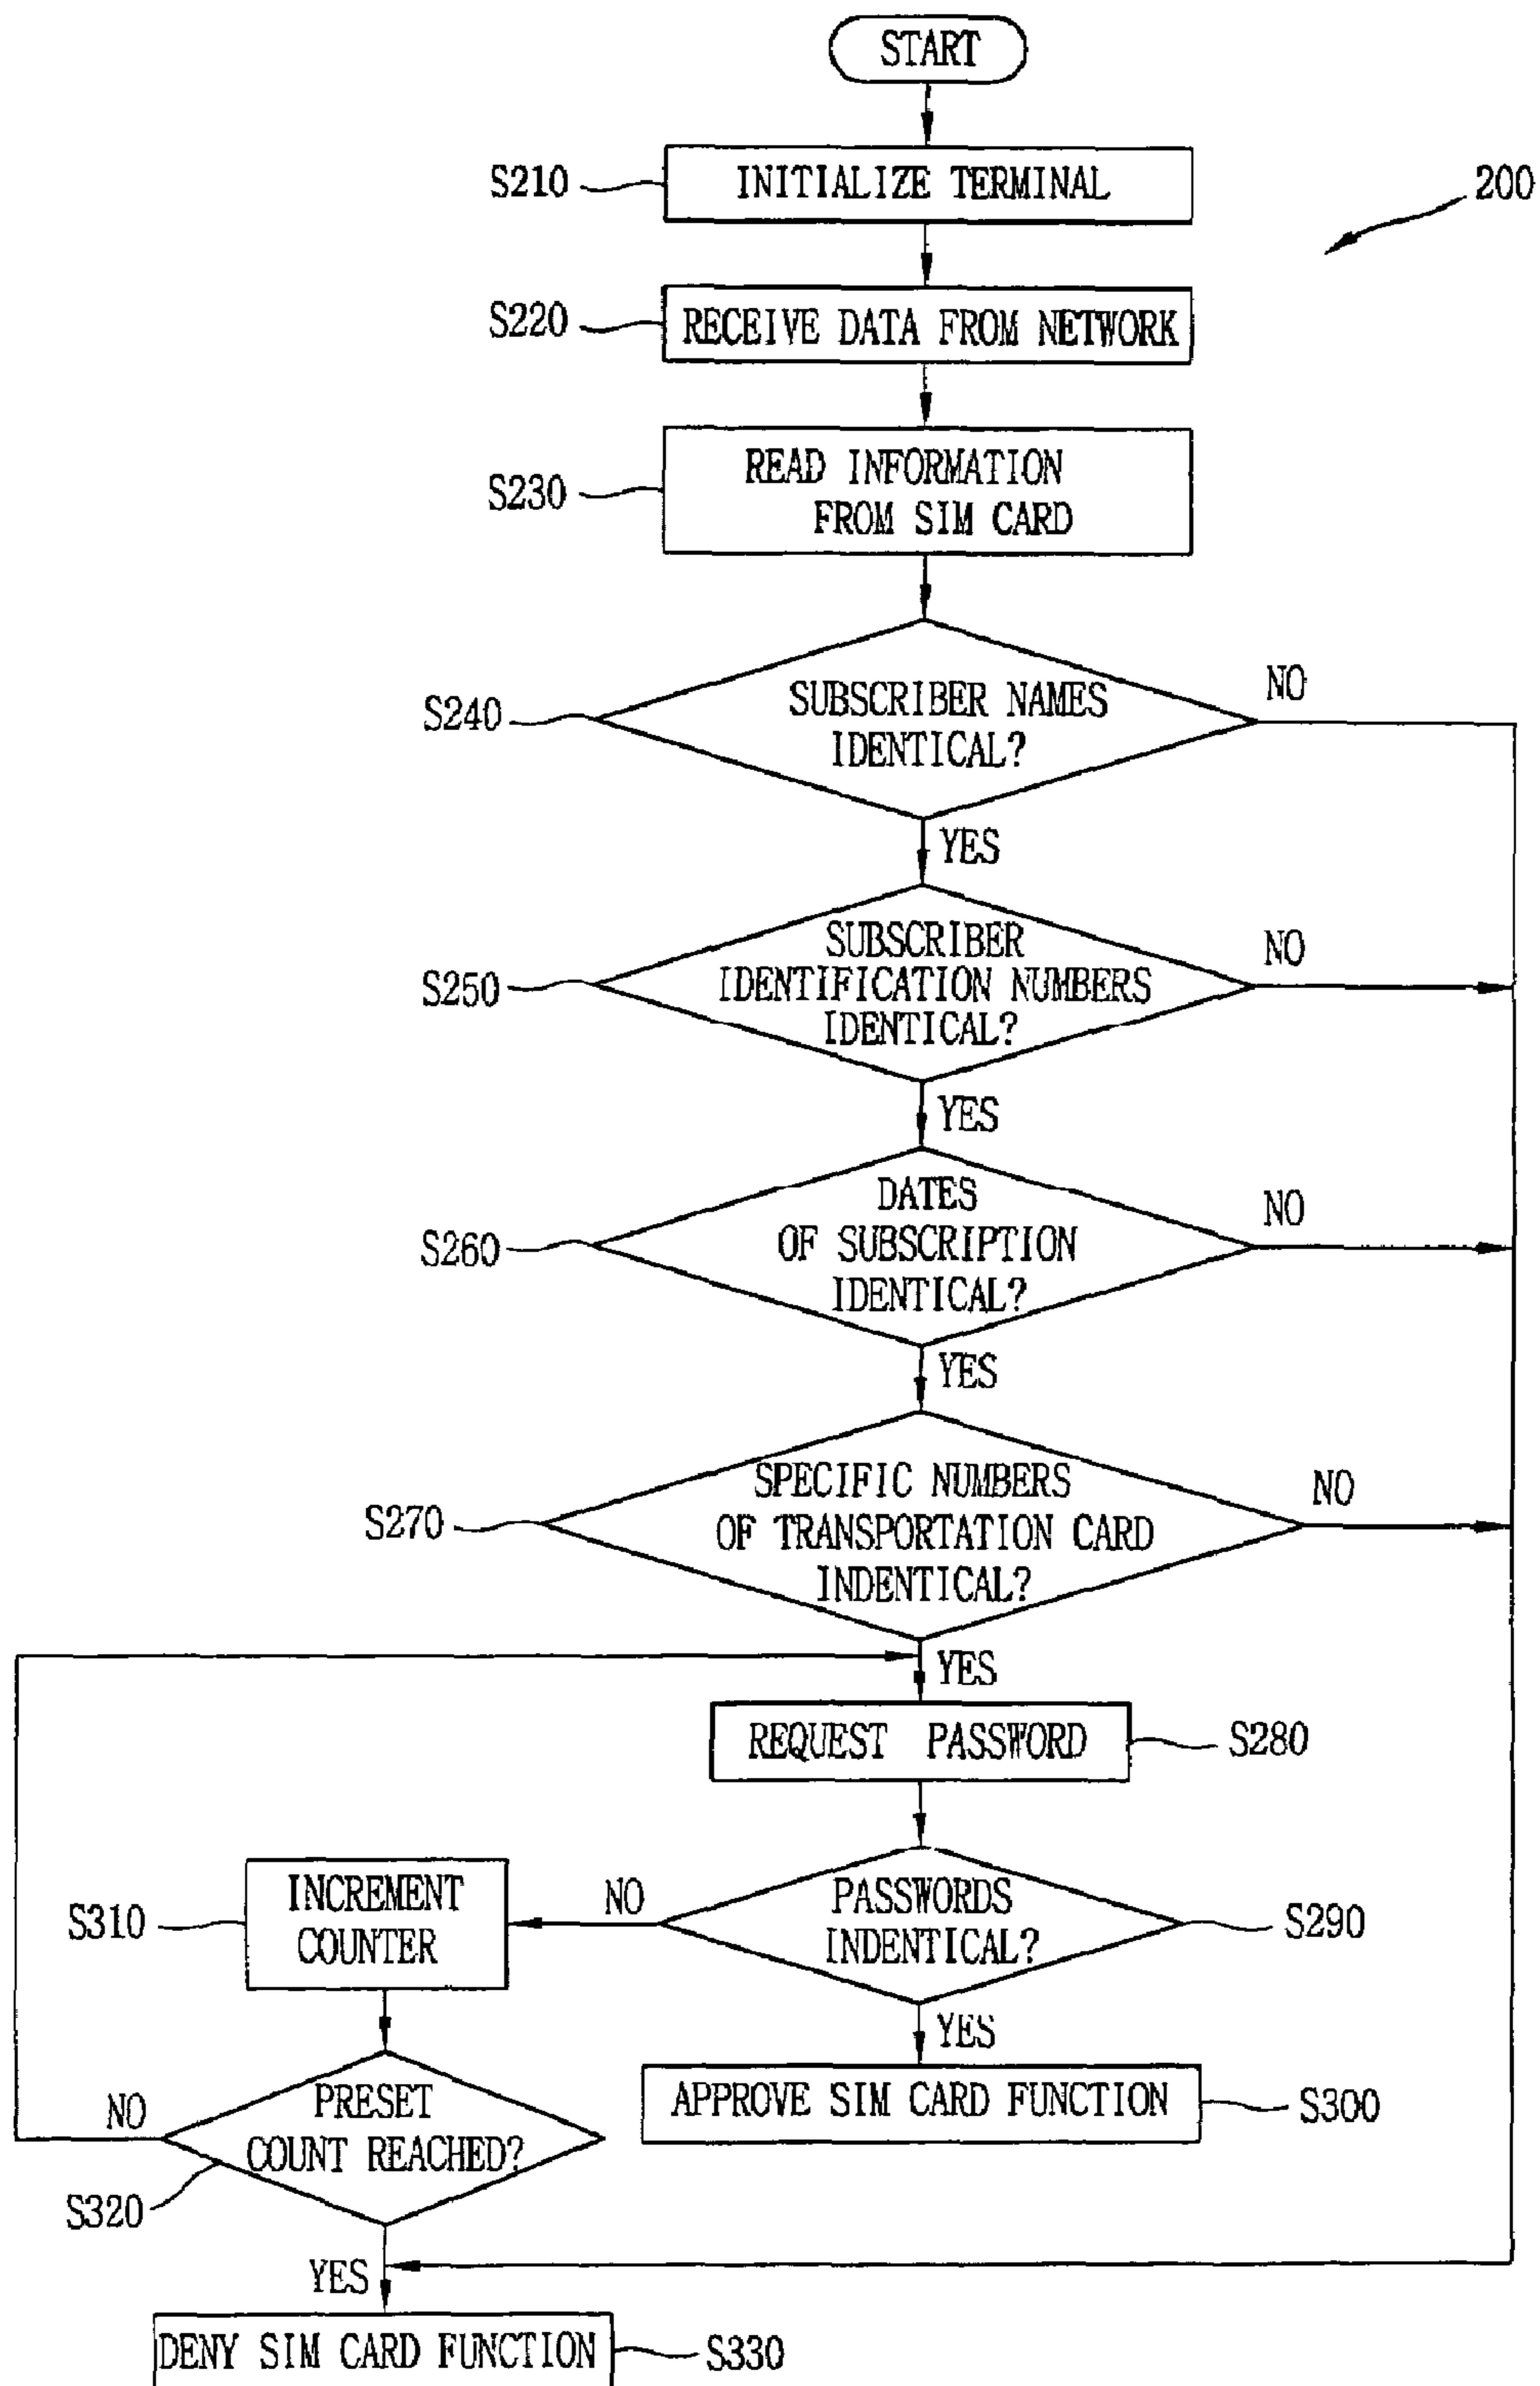 START
S210
INITIALIZE TERMINAL
200
S220
RECEIVE DATA FROM NETWORK
S230
READ INFORMATION
FROM SIM CARD
S240
SUBSCRIBER NAMES
IDENTICAL?
NO
YES
S250
SUBSCRIBER
IDENTIFICATION NUMBERS
IDENTICAL?
NO
YES
S260
DATES
OF SUBSCRIPTION
IDENTICAL?
NO
YES
S270
SPECIFIC NUMBERS
OF TRANSPORTATION CARD
INDENTICAL?
NO
YES
REQUEST PASSWORD
S280
S310
INCREMENT
COUNTER
NO
PASSWORDS
INDENTICAL?
S290
YES
APPROVE SIM CARD FUNCTION
S300
NO
PRESET
COUNT REACHED?
S320
YES
DENY SIM CARD FUNCTION
S330